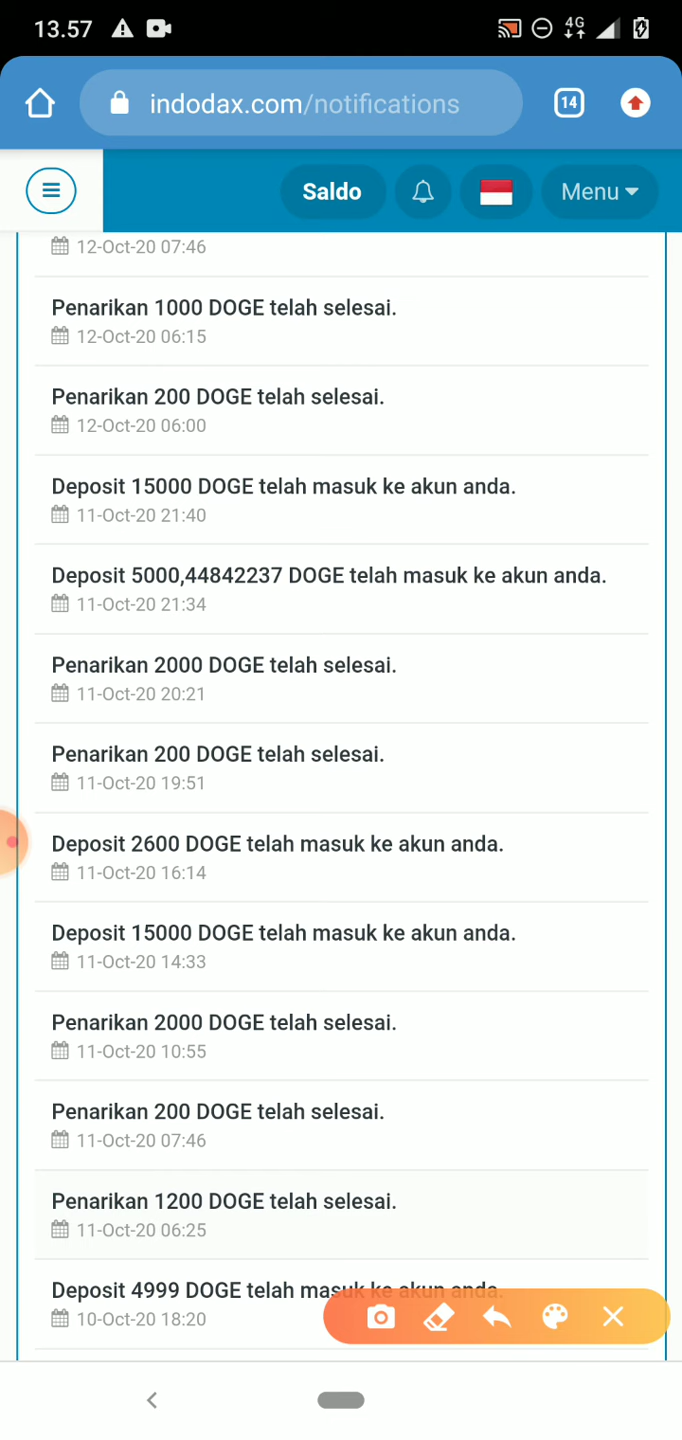 13.57
4G
indodax.com/notifications
14
Saldo
Menu
12-Oct-20 07:46
Penarikan 1000 DOGE telah selesai.
12-Oct-20 06:15
Penarikan 200 DOGE telah selesai.
12-Oct-20 06:00
Deposit 15000 DOGE telah masuk ke akun anda.
11-Oct-20 21:40
Deposit 5000,44842237 DOGE telah masuk ke akun anda.
11-Oct-20 21:34
Penarikan 2000 DOGE telah selesai.
11-Oct-20 20:21
Penarikan 200 DOGE telah selesai.
11-Oct-20 19:51
Deposit 2600 DOGE telah masuk ke akun anda.
11-Oct-20 16:14
Deposit 15000 DOGE telah masuk ke akun anda.
11-Oct-20 14:33
Penarikan 2000 DOGE telah selesai.
11-Oct-20 10:55
Penarikan 200 DOGE telah selesai.
11-Oct-20 07:46
Penarikan 1200 DOGE telah selesai.
11-Oct-20 06:25
Deposit 4999 DOGE telah masuk ke akun anda.
10-Oct-20 18:20